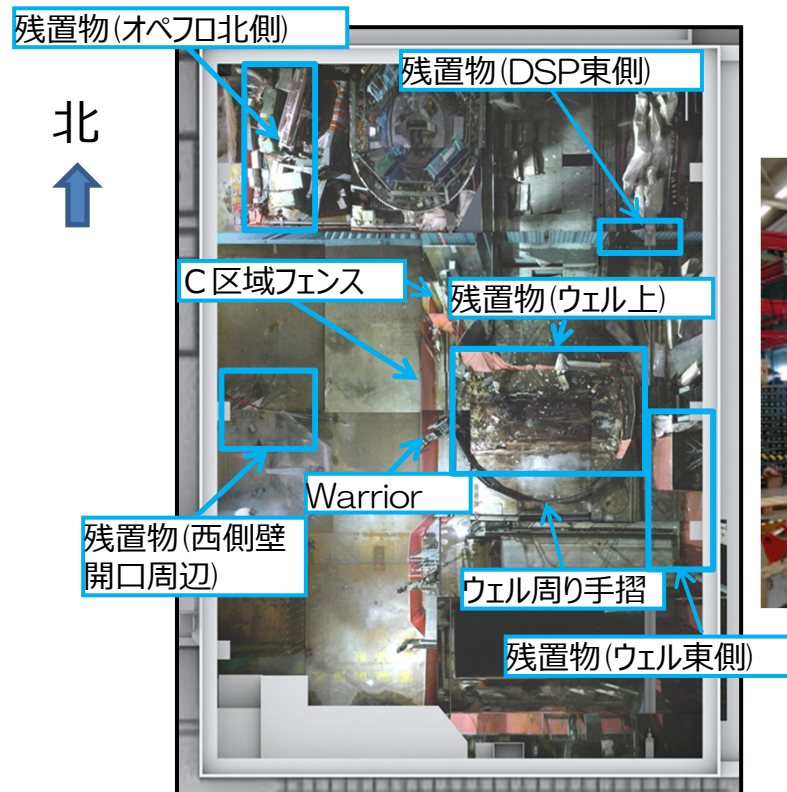 残置物(オペフロ北側)
残置物(DSP東側)
北
C区域フェンス
残置物(ウェル上)
Warrior
残置物(西側壁
開口周辺)
ウェル周り手摺
残置物(ウェル東側)